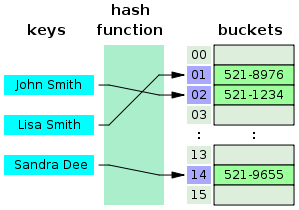 keys
hash
function
buckets
00
John Smith
01
521-8976
02
521-1234
Lisa Smith
03
:
:
13
Sandra Dee
14
521-9655
15